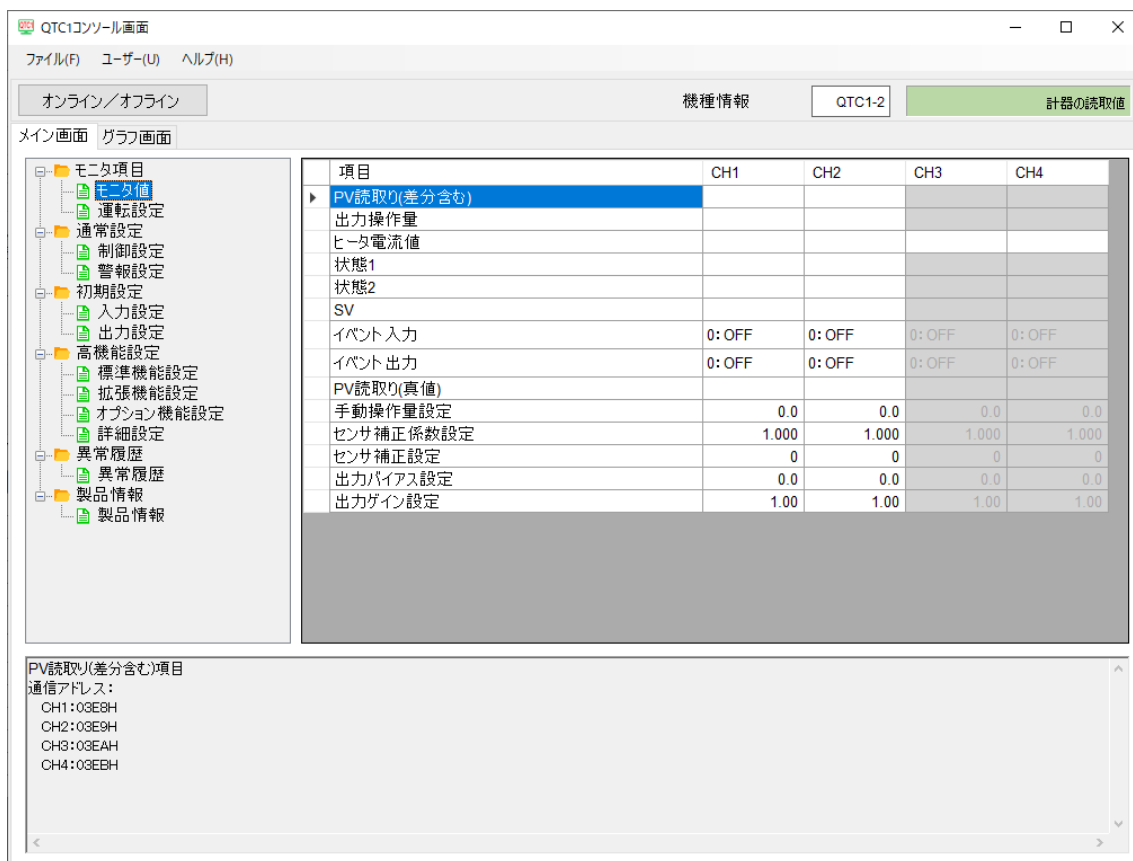 QTC1コンソール画面
ファイル(F) ユーザー(U) ヘルプ(H)
オンライン／オフライン 機種情報 QTC1-2 計器の読取値
メイン画面 グラフ画面
モニタ項目
モニタ値
運転設定
通常設定
制御設定
警報設定
初期設定
入力設定
出力設定
高機能設定
標準機能設定
拡張機能設定
オプション機能設定
詳細設定
異常履歴
異常履歴
製品情報
製品情報
項目 CH1 CH2 CH3 CH4
PV読取り(差分含む)
出力操作量
ヒータ電流値
状態1
状態2
SV
イベント入力 0：OFF 0：OFF 0：OFF 0：OFF
イベント出力 0：OFF 0：OFF 0：OFF 0：OFF
PV読取り(真値)
手動操作量設定 0.0 0.0 0.0 0.0
センサ補正係数設定 1.000 1.000 1.000 1.000
センサ補正設定 0 0 0 0
出力バイアス設定 0.0 0.0 0.0 0.0
出力ゲイン設定 1.00 1.00 1.00 1.00
PV読取り(差分含む)項目
通信アドレス：
CH1：03E8H
CH2：03E9H
CH3：03EAH
CH4：03EBH